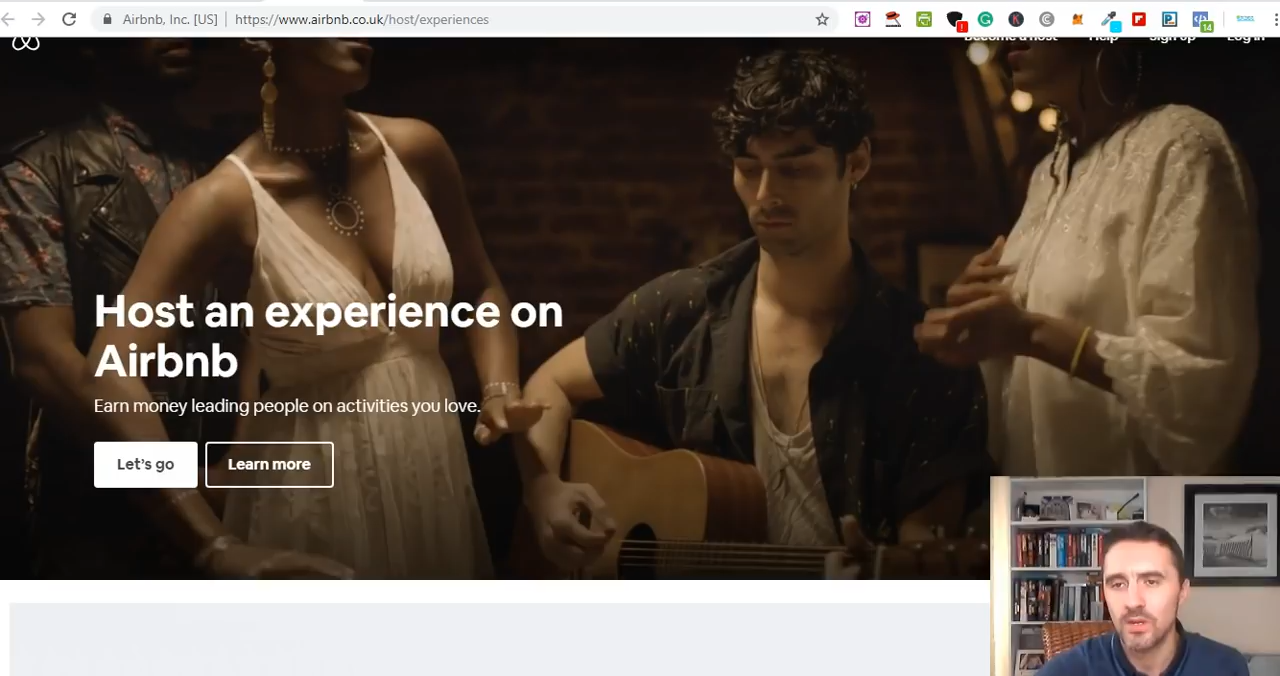 Airbnb, Inc. [US] | https://www.airbnb.co.uk/host/experiences
14
Become a host Help Sign up Log in
Host an experience on
Airbnb
Earn money leading people on activities you love.
Let's go Learn more